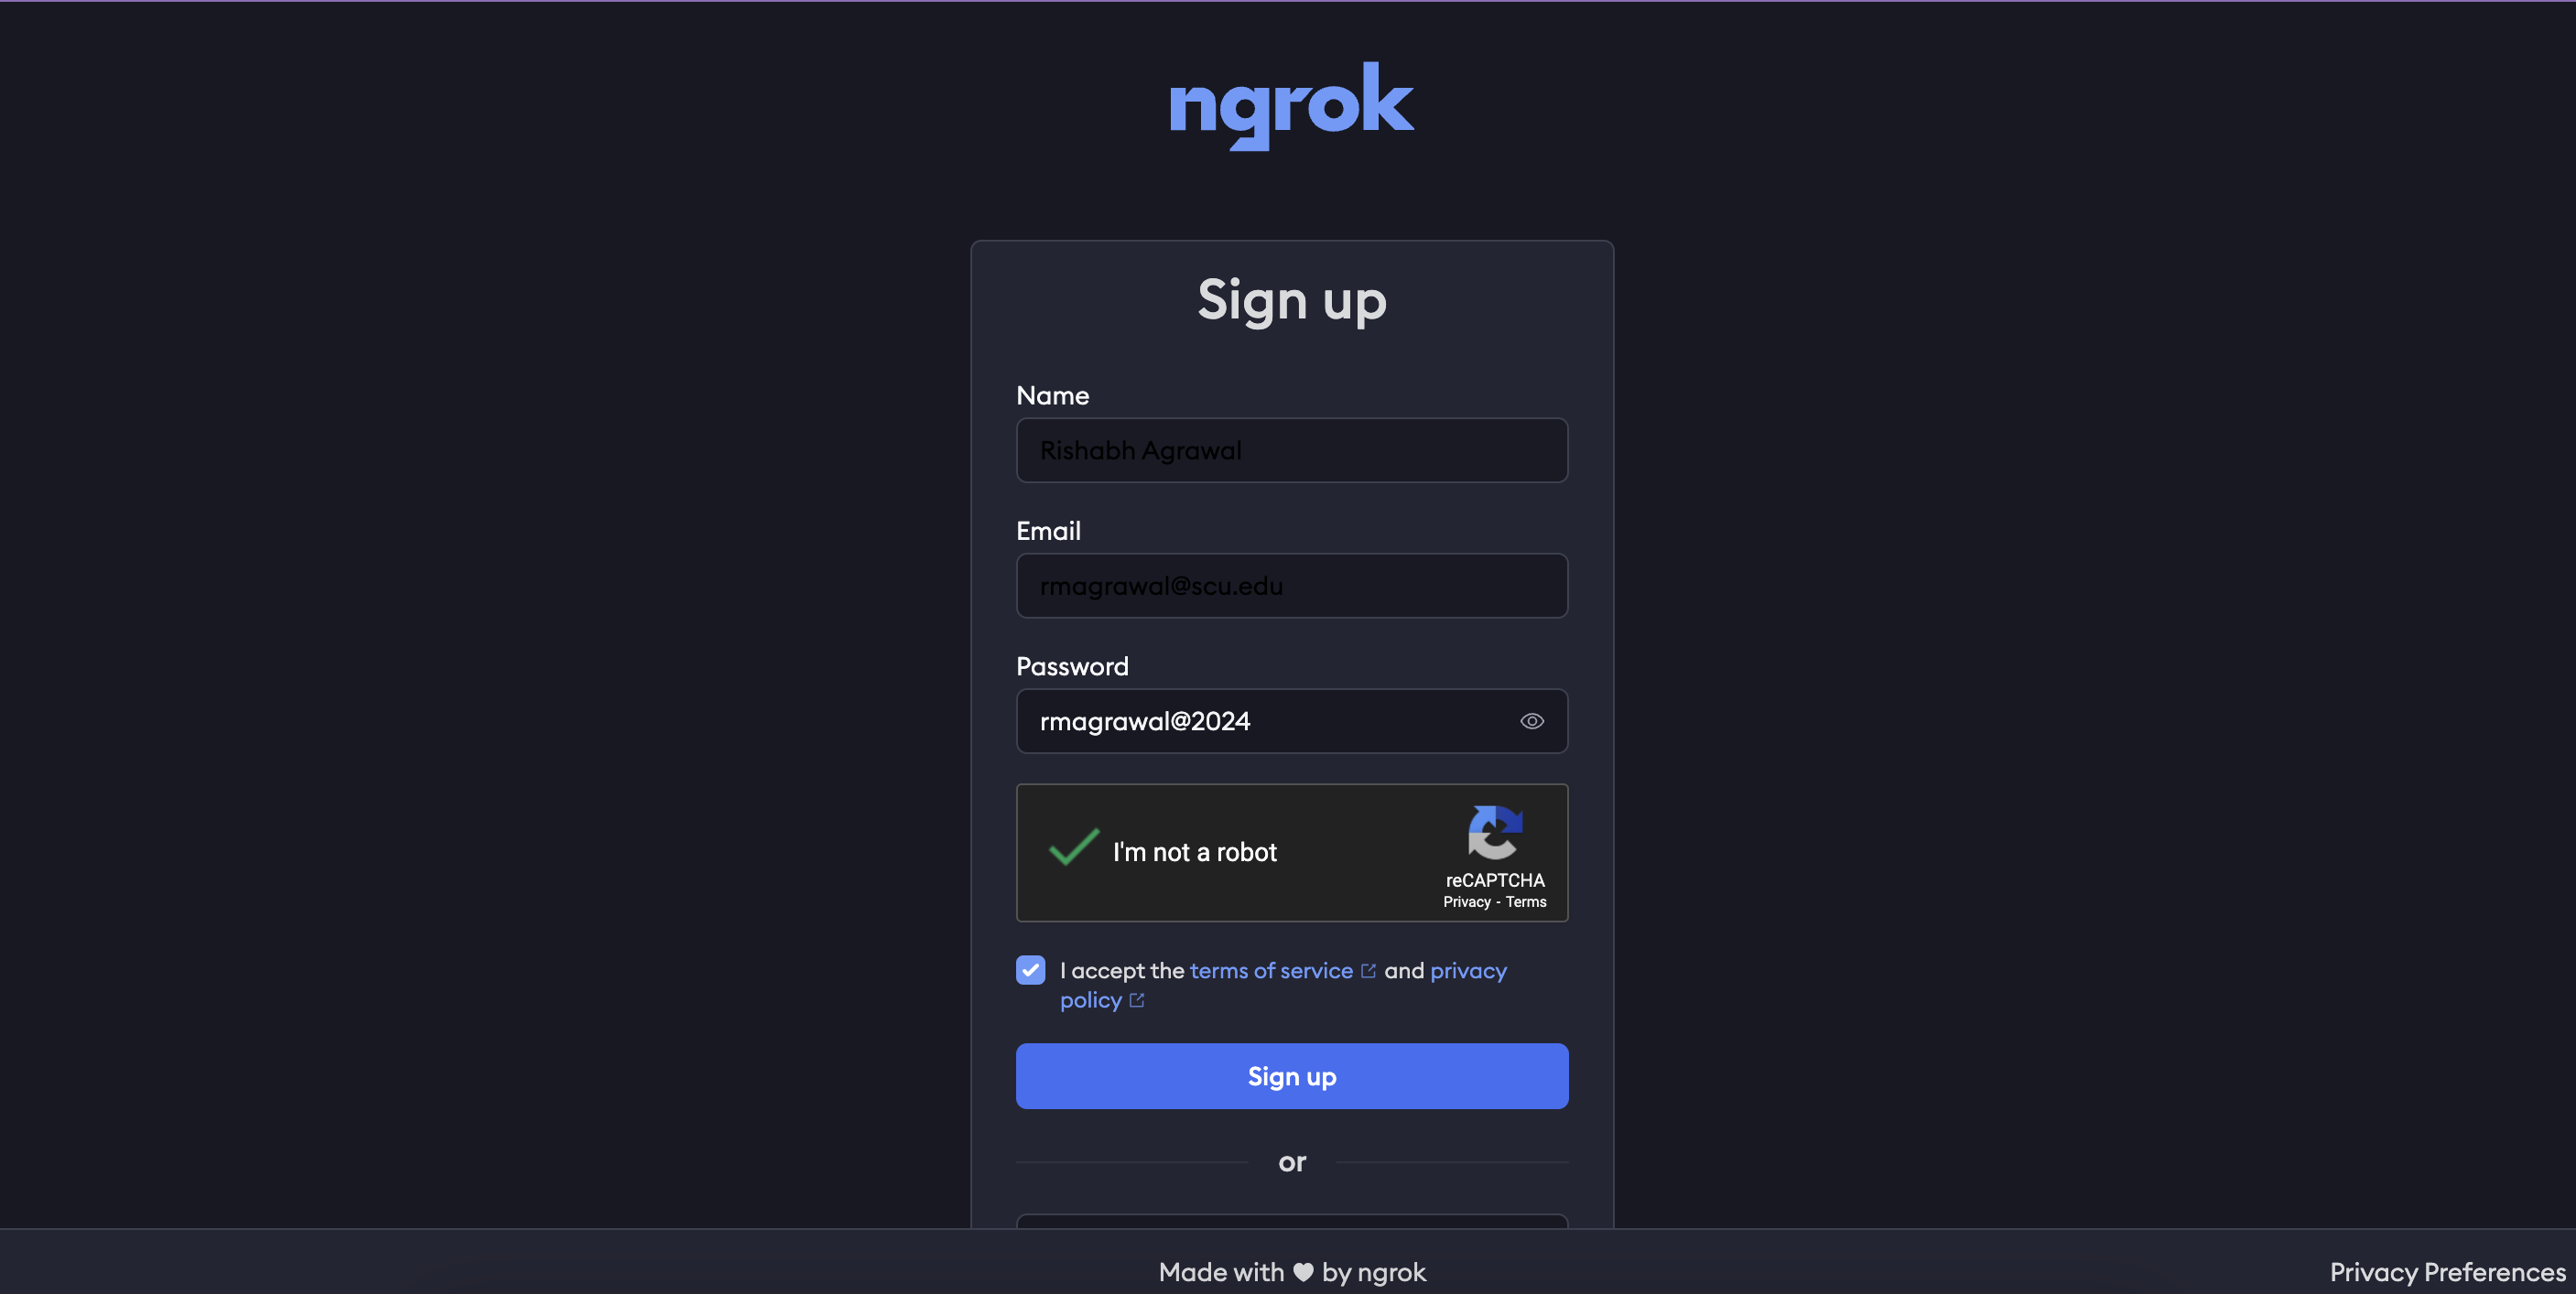 ngrok
Sign up
Name
Rishabh Agrawal
Email
rmagrawal@scu.edu
Password
rmagrawal@2024
I'm not a robot
reCAPTCHA
Privacy - Terms
I accept the terms of service and privacy
policy
Sign up
or
Made with ♥ by ngrok
Privacy Preferences